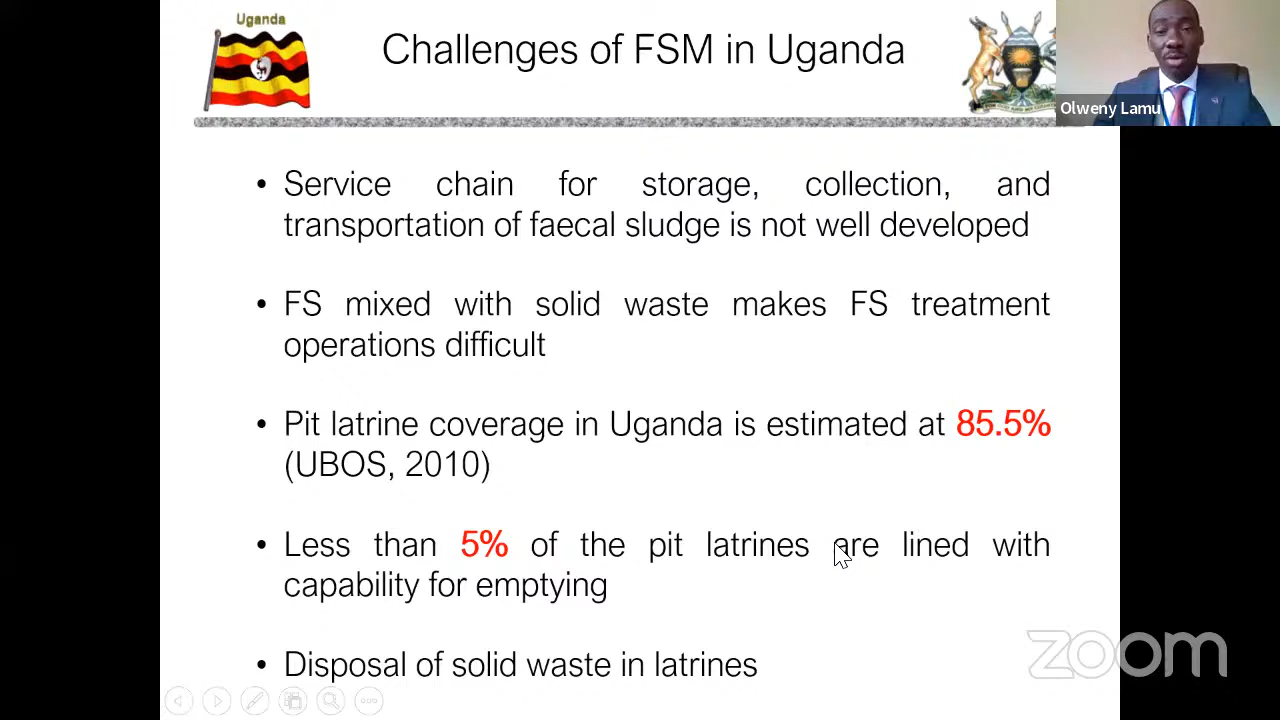 Uganda
Challenges of FSM in Uganda
Olweny Lamu
• Service chain for storage, collection, and
transportation of faecal sludge is not well developed
• FS mixed with solid waste makes FS treatment
operations difficult
• Pit latrine coverage in Uganda is estimated at 85.5%
(UBOS, 2010)
• Less than 5% of the pit latrines are lined with
capability for emptying
• Disposal of solid waste in latrines
zoom